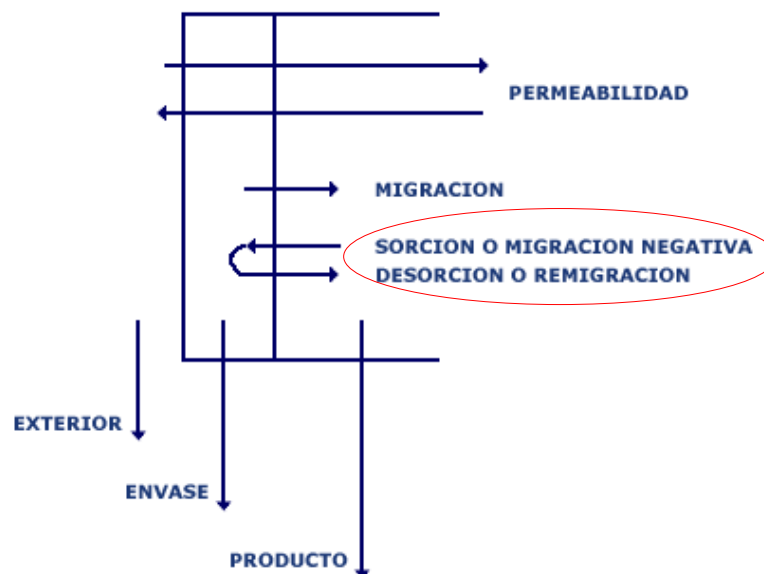 PERMEABILIDAD
MIGRACION
SORCION O MIGRACION NEGATIVA
DESORCION O REMIGRACION
EXTERIOR
ENVASE
PRODUCTO